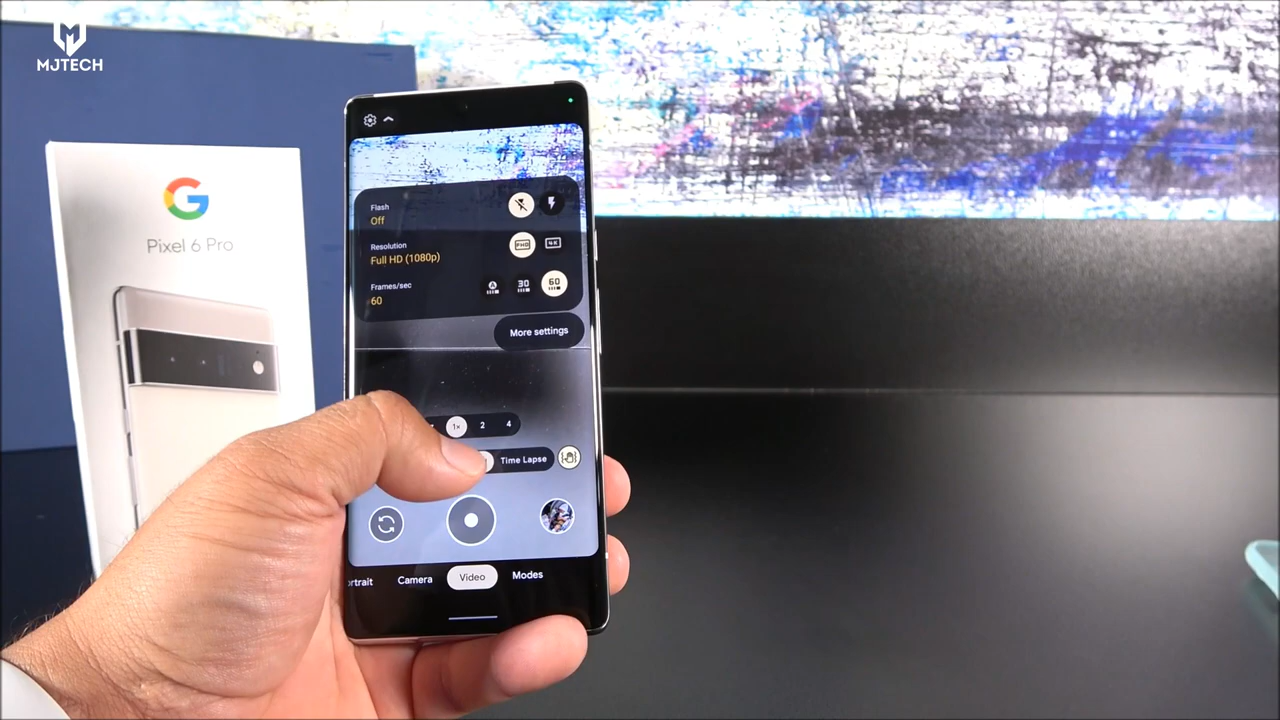 MJTECH
G
Pixel 6 Pro
Flash
Off
Resolution
Full HD (1080p)
FHD
4K
Frames/sec
60
A
30
60
More settings
1×
2
4
Time Lapse
rtrait
Camera
Video
Modes